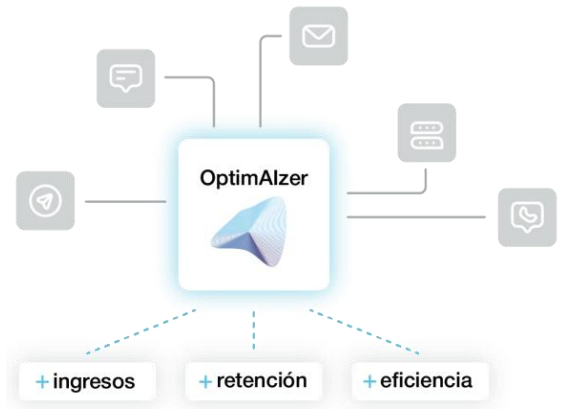 OptimAIzer
+ ingresos
+ retención
+ eficiencia